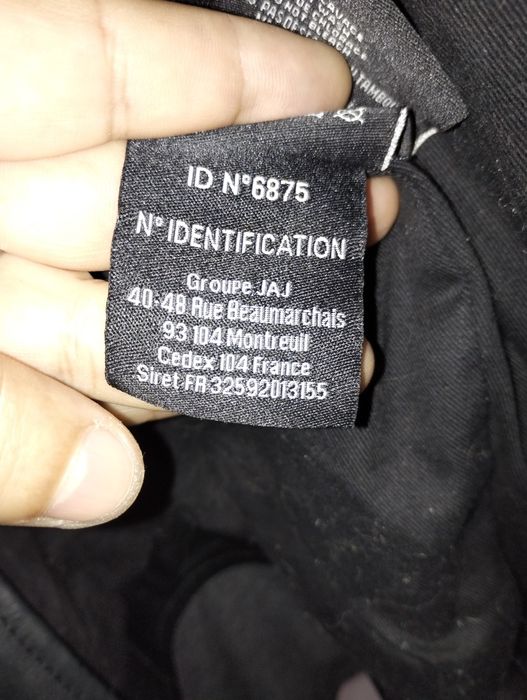 ID N°6875
N° IDENTIFICATION
Groupe JAJ
40-48 Rue Beaumarchais
93 104 Montreuil
Cedex 104 France
Siret FR 32592013155